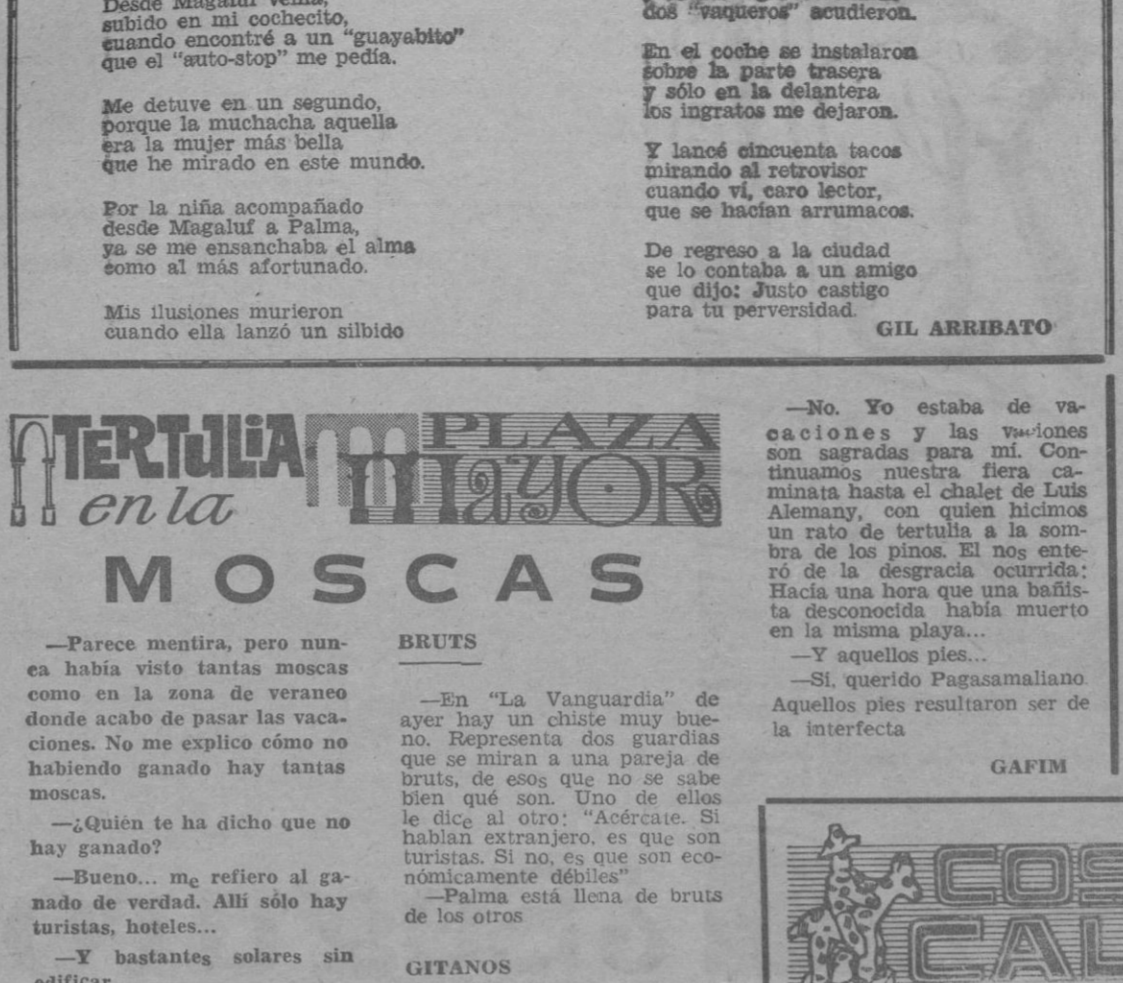 Desde Magaluf venía,
subido en mi cochecito,
cuando encontré a un "guayabito"
que el "auto-stop" me pedía.
Me detuve en un segundo,
porque la muchacha aquella
era la mujer más bella
que he mirado en este mundo.
Por la niña acompañado
desde Magaluf a Palma,
ya se me ensanchaba el alma
como al más afortunado.
Mis ilusiones murieron
cuando ella lanzó un silbido
dos "vaqueros" acudieron.
En el coche se instalaron
sobre la parte trasera
y sólo en la delantera
los ingratos me dejaron.
Y lancé cincuenta tacos
mirando al retrovisor
cuando ví, caro lector,
que se hacían arrumacos.
De regreso a la ciudad
se lo contaba a un amigo
que dijo: Justo castigo
para tu perversidad.
GIL ARRIBATO
TERTULIA
en la
PLAZA
MAYOR
MOSCAS
—Parece mentira, pero nun-
ca había visto tantas moscas
como en la zona de veraneo
donde acabo de pasar las vaca-
ciones. No me explico cómo no
habiendo ganado hay tantas
moscas.
—¿Quién te ha dicho que no
hay ganado?
—Bueno... me refiero al ga-
nado de verdad. Allí sólo hay
turistas, hoteles...
—Y bastantes solares sin
edificar
BRUTS
—En "La Vanguardia" de
ayer hay un chiste muy bue-
no. Representa dos guardias
que se miran a una pareja de
bruts, de esos que no se sabe
bien qué son. Uno de ellos
le dice al otro: "Acércate. Si
hablan extranjero, es que son
turistas. Si no, es que son eco-
nómicamente débiles"
—Palma está llena de bruts
de los otros
GITANOS
—No. Yo estaba de va-
caciones y las
son sagradas para mí. Con-
tinuamos nuestra fiera ca-
minata hasta el chalet de Luis
Alemany, con quien hicimos
un rato de tertulia a la som-
bra de los pinos. El nos ente-
ró de la desgracia ocurrida:
Hacía una hora que una bañis-
ta desconocida había muerto
en la misma playa...
—Y aquellos pies...
—Si, querido Pagasamaliano.
Aquellos pies resultaron ser de
la interfecta
GAFIM
COS
CAL